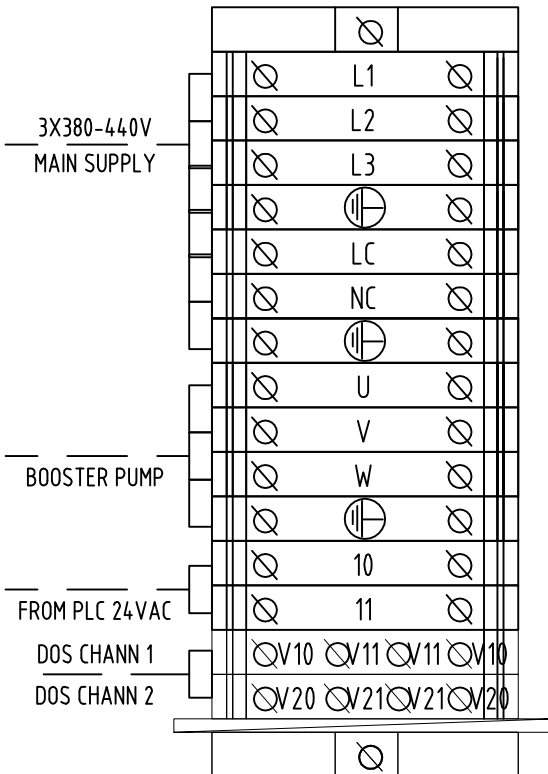 L1
3X380-440V
L2
MAIN SUPPLY
L3
LC
NC
U
V
BOOSTER PUMP
W
10
FROM PLC 24VAC
11
DOS CHANN 1
V10 V11 V11 V10
DOS CHANN 2
V20 V21 V21 V20